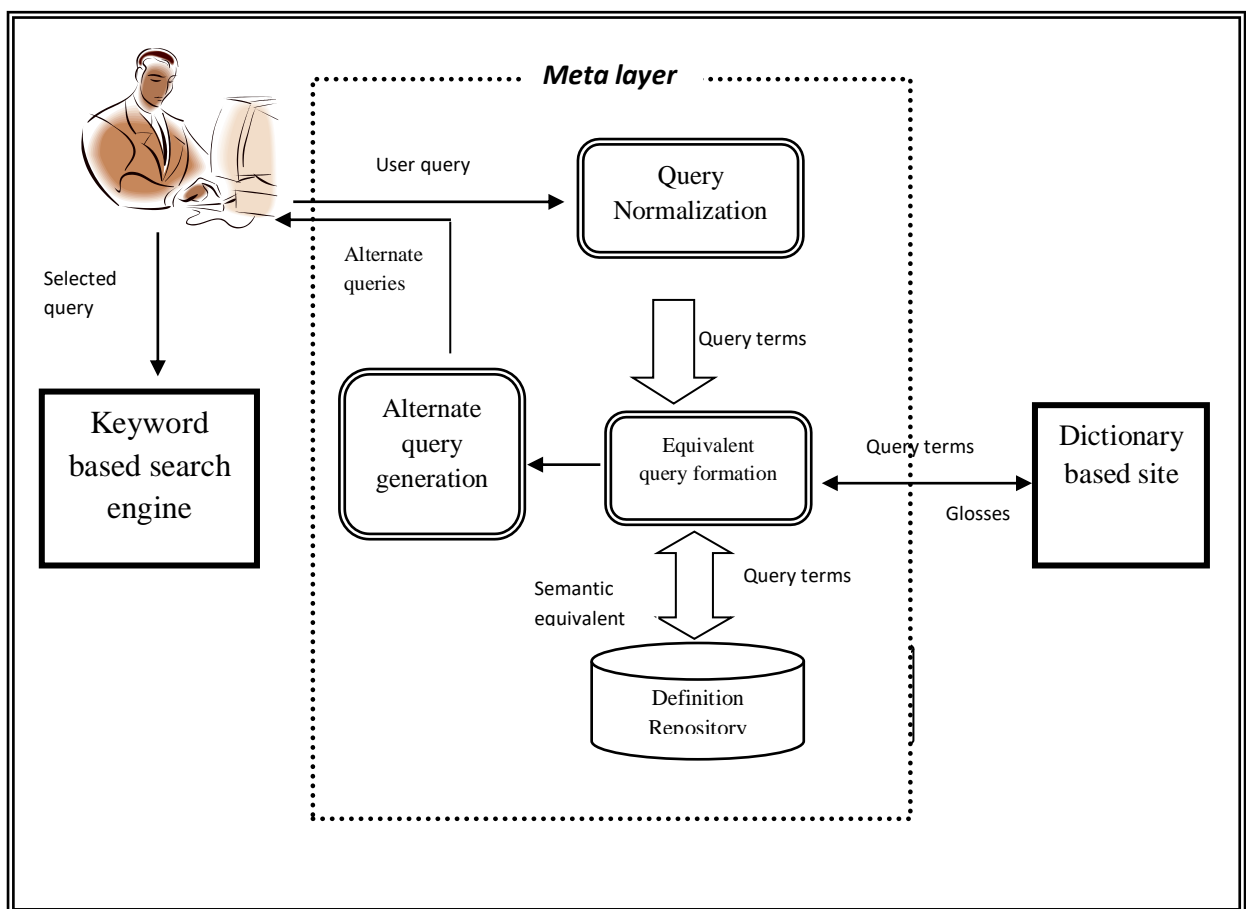 Meta layer
User query
Query
Normalization
Alternate
queries
Selected
query
Query terms
Keyword
based search
engine
Alternate
query
generation
Equivalent
query formation
Query terms
Glosses
Dictionary
based site
Semantic
equivalent
Query terms
Definition
Repository